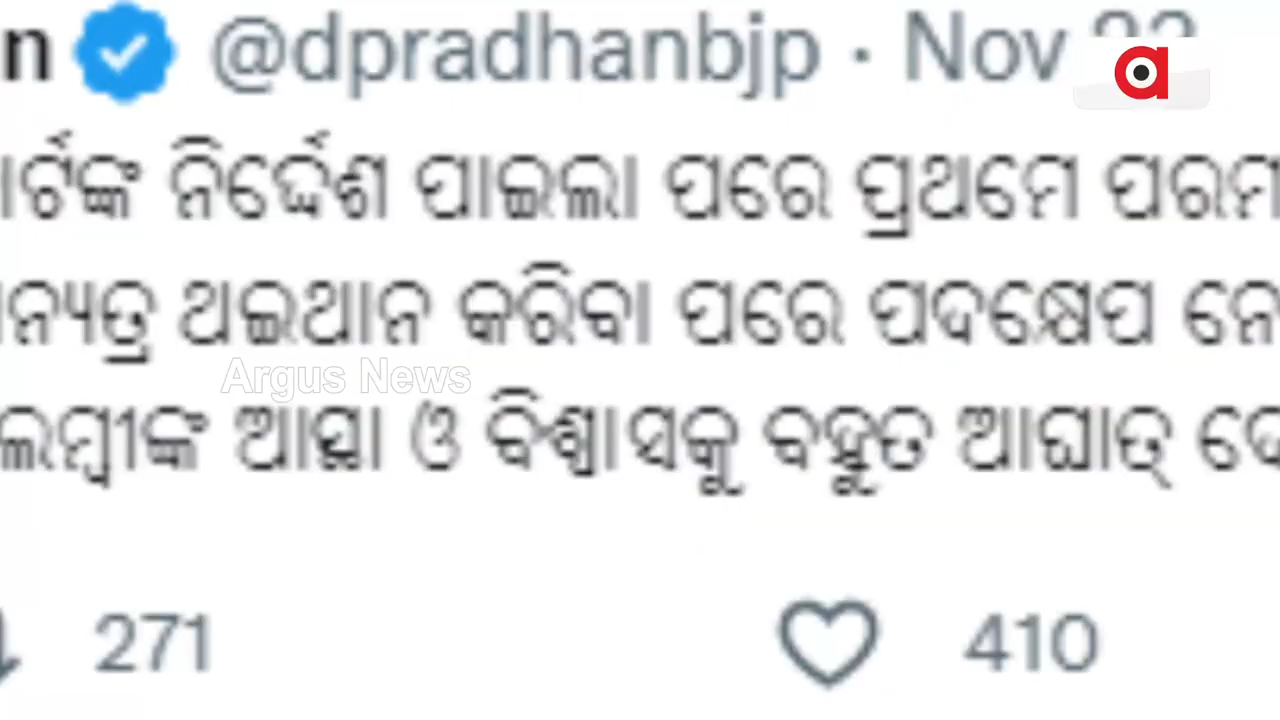 n @dpradhanbjp · Nov
ାର୍ଟଙ୍କ ନିର୍ଦ୍ଦେଶ ପାଇଲା ପରେ ପ୍ରଥମେ ପରମ
ନ୍ୟତ୍ର ଥଇଥାନ କରିବା ପରେ ପଦକ୍ଷେପ ନେ
Argus News
ଲମ୍ବୀଙ୍କ ଆସ୍ଥା ଓ ବିଶ୍ୱାସକୁ ବହୁତ ଆଘାତ୍ ଦେ
271 410